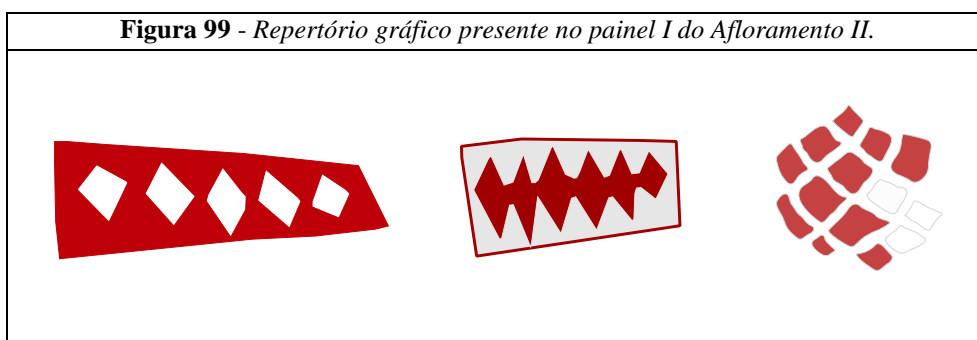 Figura 99 - Repertório gráfico presente no painel I do Afloramento II.